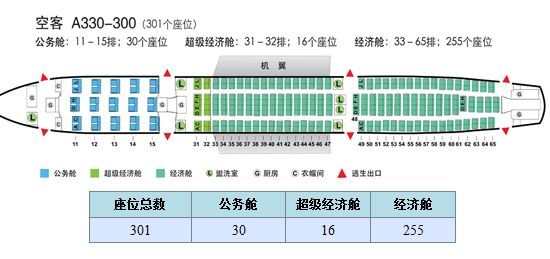 空客 A330-300 (301个座位)
公务舱：11－15排；30个座位 超级经济舱：31－32排；16个座位 经济舱：33－65排；255个座位
机 翼
J L J L L J L
G G D H D E F H G D E H G
L C A C A C L A C
L 48
11 12 13 14 15 31 32 33 34 35 36 37 38 39 40 41 42 43 44 45 46 47 49 50 51 52 53 54 55 56 57 58 59 60 61 62 63 64 65
公务舱 超级经济舱 经济舱 L 盥洗室 G 厨房 C 衣帽间 逃生出口
座位总数 公务舱 超级经济舱 经济舱
301 30 16 255